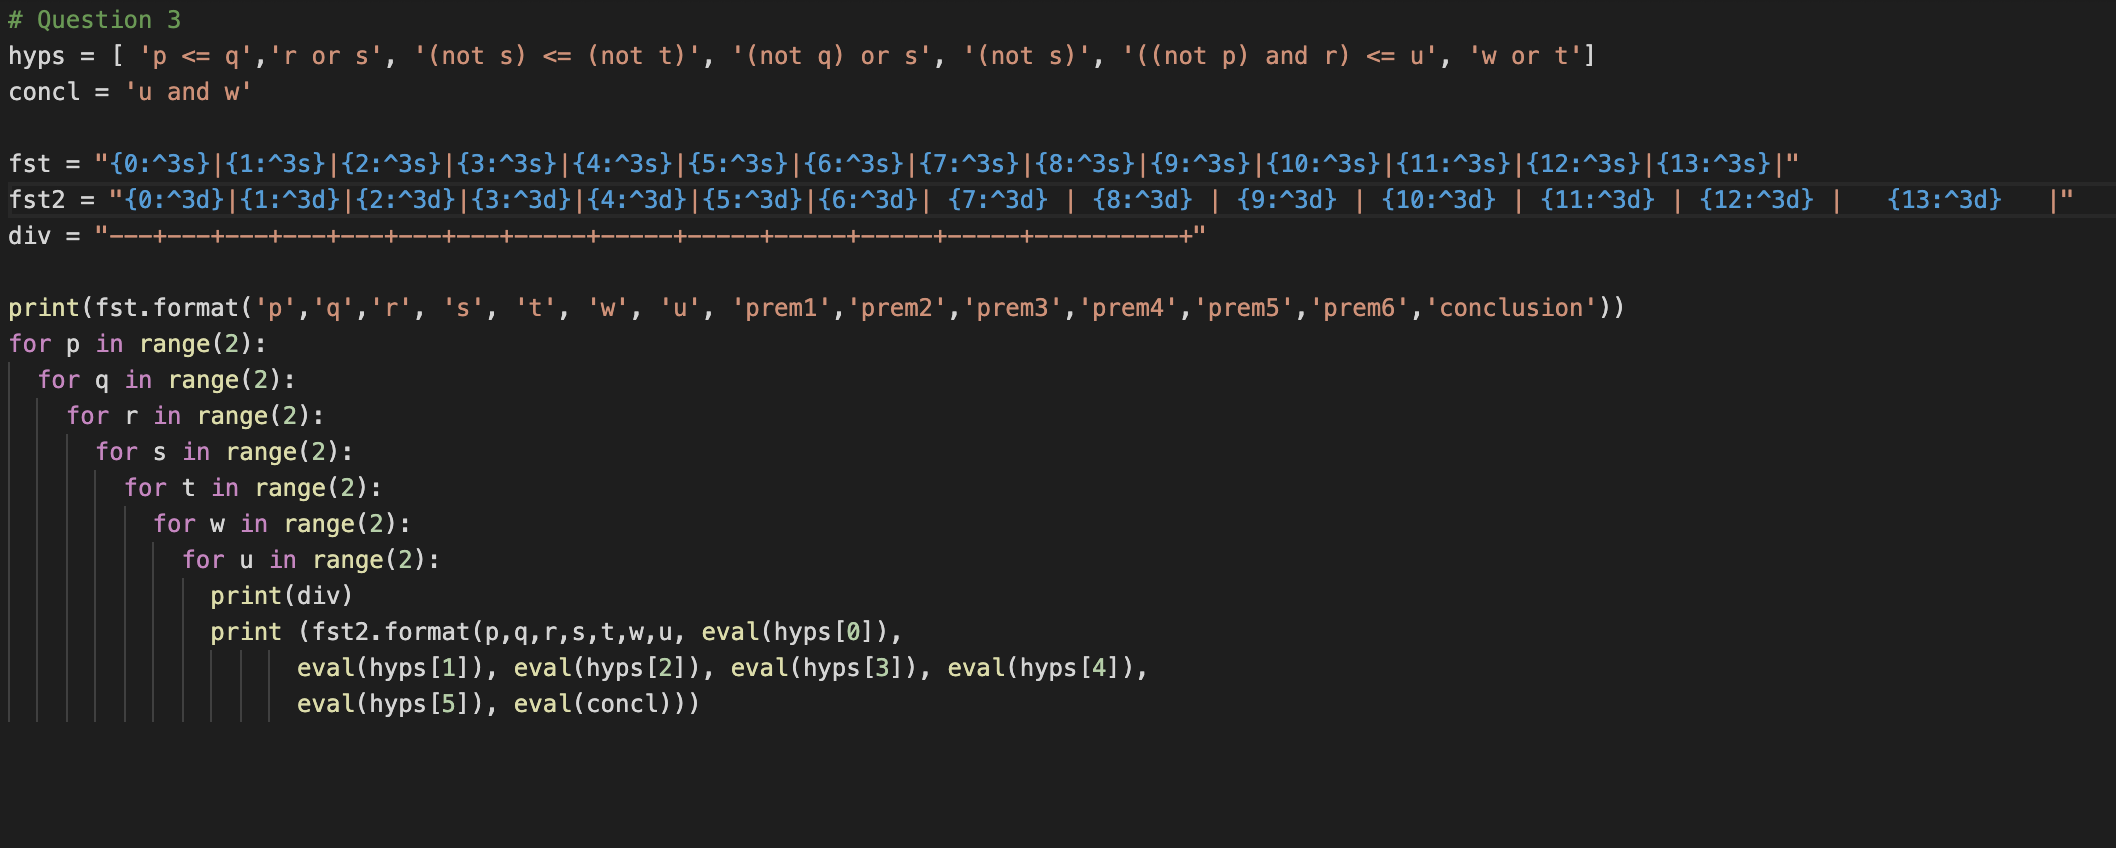 # Question 3
hyps = [ 'p <= q','r or s', '(not s) <= (not t)', '(not q) or s', '(not s)', '((not p) and r) <= u', 'w or t']
concl = 'u and w'
fst = "{0:^3s}|{1:^3s}|{2:^3s}|{3:^3s}|{4:^3s}|{5:^3s}|{6:^3s}|{7:^3s}|{8:^3s}|{9:^3s}|{10:^3s}|{11:^3s}|{12:^3s}|{13:^3s}|"
fst2 = "{0:^3d}|{1:^3d}|{2:^3d}|{3:^3d}|{4:^3d}|{5:^3d}|{6:^3d}| {7:^3d} | {8:^3d} | {9:^3d} | {10:^3d} | {11:^3d} | {12:^3d} |   {13:^3d}   |"
div = "---+---+---+---+---+---+---+-----+-----+-----+-----+-----+----------+"
print(fst.format('p','q','r', 's', 't', 'w', 'u', 'prem1','prem2','prem3','prem4','prem5','prem6','conclusion'))
for p in range(2):
  for q in range(2):
    for r in range(2):
      for s in range(2):
        for t in range(2):
          for w in range(2):
            for u in range(2):
              print(div)
              print (fst2.format(p,q,r,s,t,w,u, eval(hyps[0]),
                    eval(hyps[1]), eval(hyps[2]), eval(hyps[3]), eval(hyps[4]),
                    eval(hyps[5]), eval(concl)))